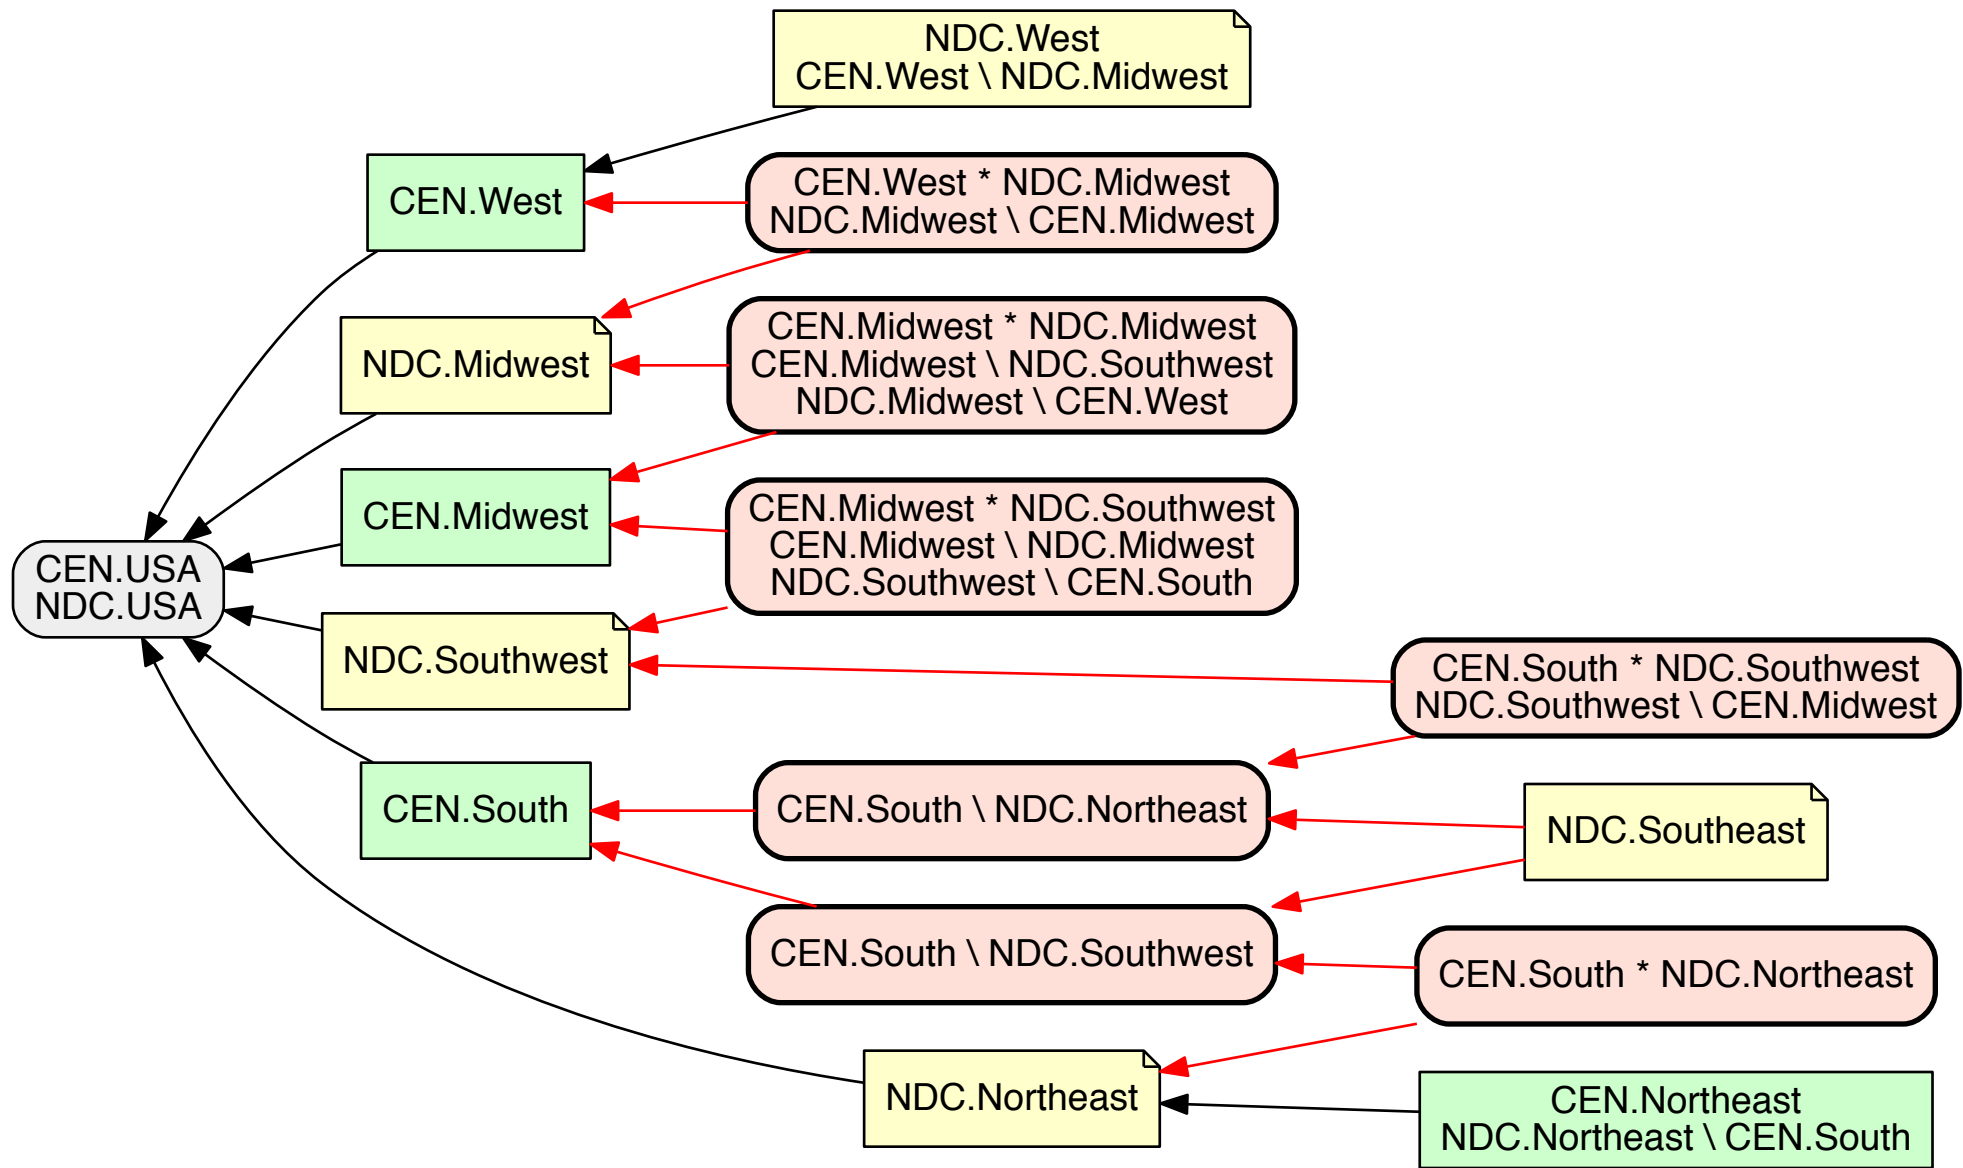 NDC.West
CEN.West \ NDC.Midwest
CEN.West
CEN.West * NDC.Midwest
NDC.Midwest \ CEN.Midwest
NDC.Midwest
CEN.Midwest * NDC.Midwest
CEN.Midwest \ NDC.Southwest
NDC.Midwest \ CEN.West
CEN.Midwest
CEN.Midwest * NDC.Southwest
CEN.Midwest \ NDC.Midwest
NDC.Southwest \ CEN.South
CEN.USA
NDC.USA
NDC.Southwest
CEN.South * NDC.Southwest
NDC.Southwest \ CEN.Midwest
CEN.South
CEN.South \ NDC.Northeast
NDC.Southeast
CEN.South \ NDC.Southwest
CEN.South * NDC.Northeast
NDC.Northeast
CEN.Northeast
NDC.Northeast \ CEN.South